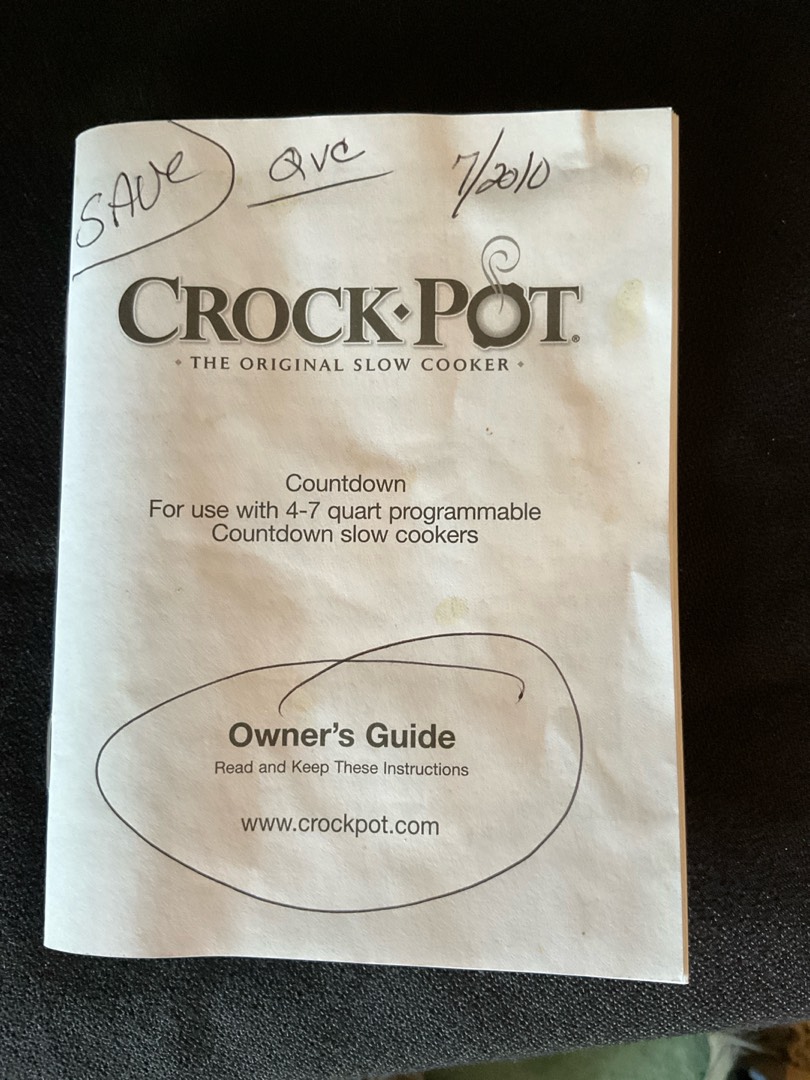 SAVE QVC 7/2010
CROCK•POT®
• THE ORIGINAL SLOW COOKER •
Countdown
For use with 4-7 quart programmable
Countdown slow cookers
Owner's Guide
Read and Keep These Instructions
www.crockpot.com